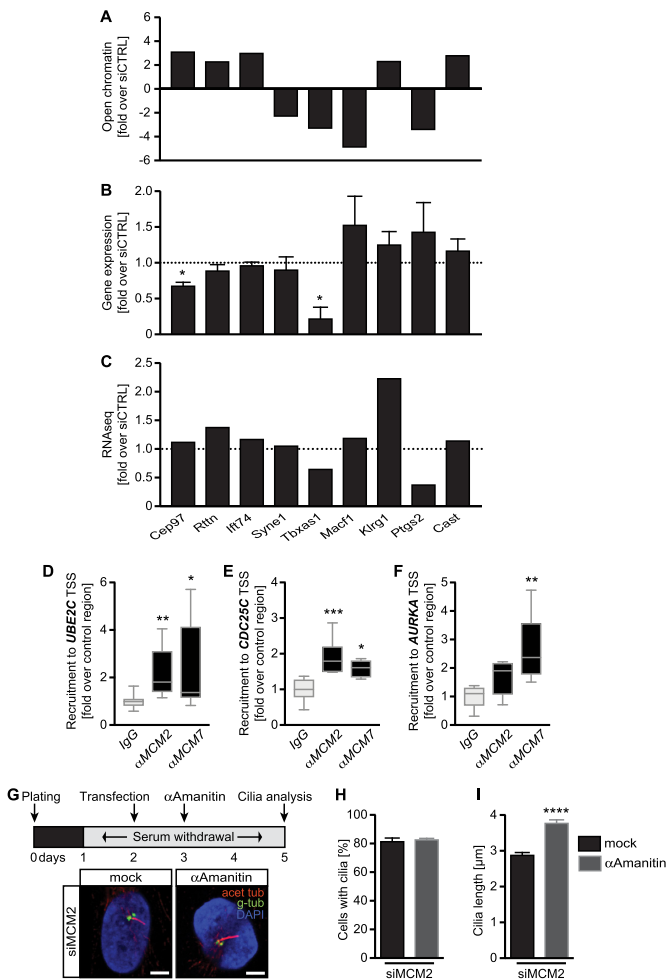 A
Open chromatin
[fold over siCTRL]
6
4
2
0
-2
-4
-6
B
Gene expression
[fold over siCTRL]
2.0
1.5
1.0
0.5
0
*
*
C
RNAseq
[fold over siCTRL]
2.5
2.0
1.5
1.0
0.5
0
Cep97
Rttn
Ift74
Syne1
Tbxas1
Macf1
Klrg1
Ptgs2
Cast
D
Recruitment to UBE2C TSS
[fold over control region]
6
4
2
0
**
*
IgG
αMCM2
αMCM7
E
Recruitment to CDC25C TSS
[fold over control region]
4
3
2
1
0
***
*
IgG
αMCM2
αMCM7
F
Recruitment to AURKA TSS
[fold over control region]
5
4
3
2
1
0
**
IgG
αMCM2
αMCM7
G
Plating
Transfection
αAmanitin
Cilia analysis
Serum withdrawal
0 days
1
2
3
4
5
mock
αAmanitin
siMCM2
acet tub
g-tub
DAPI
H
Cells with cilia [%]
100
80
60
40
20
0
siMCM2
I
Cilia length [µm]
4
3
2
1
0
****
siMCM2
mock
αAmanitin